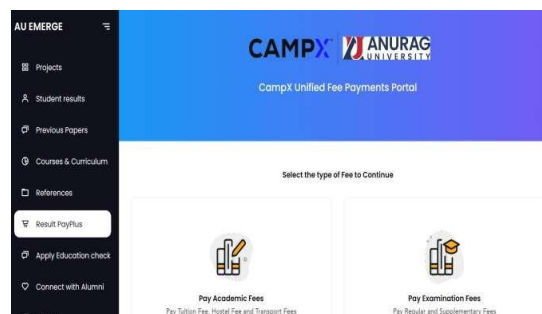 AU EMERGE
Projects
Student results
Previous Papers
Courses & Curriculum
References
Result PayPlus
Apply Education check
Connect with Alumni
CAMPX
ANURAG
UNIVERSITY
CampX Unified Fee Payments Portal
Select the type of Fee to Continue
Pay Academic Fees
Pay Tuition Fee, Hostel Fee and Transport Fees
Pay Examination Fees
Pay Regular and Supplementary Fees